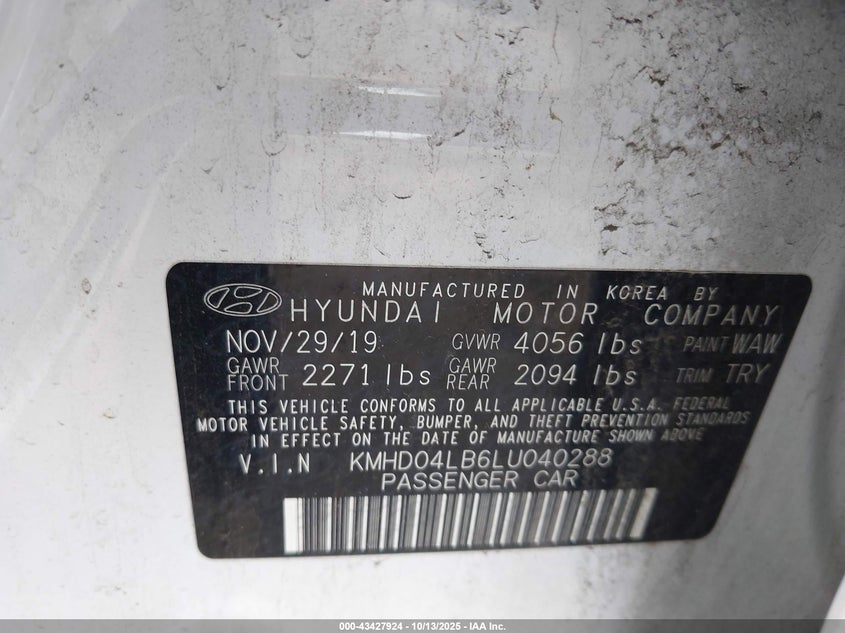 MANUFACTURED IN KOREA BY
HYUNDAI MOTOR COMPANY
NOV/29/19 GVWR 4056 lbs PAINT WAW
GAWR FRONT 2271 lbs GAWR REAR 2094 lbs TRIM TRY
THIS VEHICLE CONFORMS TO ALL APPLICABLE U.S.A. FEDERAL
MOTOR VEHICLE SAFETY, BUMPER, AND THEFT PREVENTION STANDARDS
IN EFFECT ON THE DATE OF MANUFACTURE SHOWN ABOVE
V.I.N KMHD04LB6LU040288
PASSENGER CAR
000-43427924 | 10/13/2025 - IAA Inc.